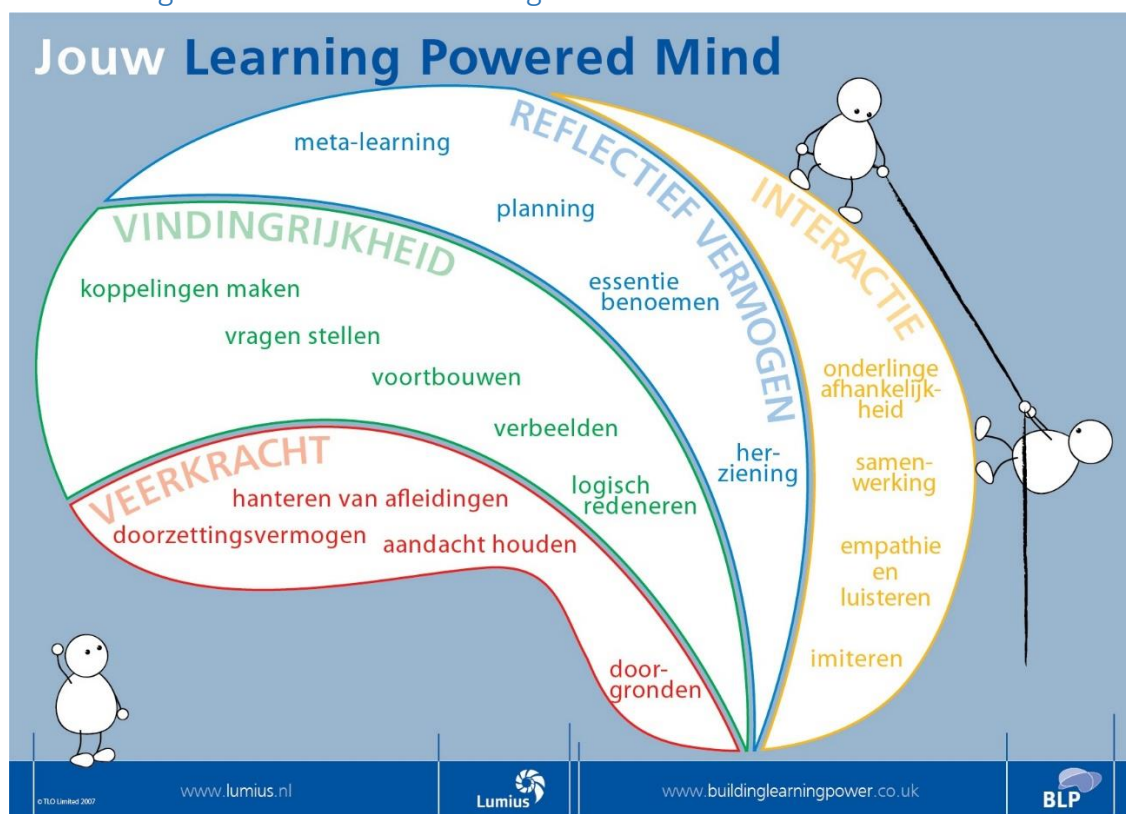 Jouw Learning Powered Mind
meta-learning
planning
essentie
benoemen
her-
ziening
REFLECTIEF VERMOGEN
VINDINGRIJKHEID
koppelingen maken
vragen stellen
voortbouwen
verbeelden
logisch
redeneren
VEERKRACHT
hanteren van afleidingen
doorzettingsvermogen
aandacht houden
door-
gronden
INTERACTIE
onderlinge
afhankelijk-
heid
samen-
werking
empathie
en
luisteren
imiteren
© TLO Limited 2007
www.lumius.nl
Lumius
www.buildinglearningpower.co.uk
BLP